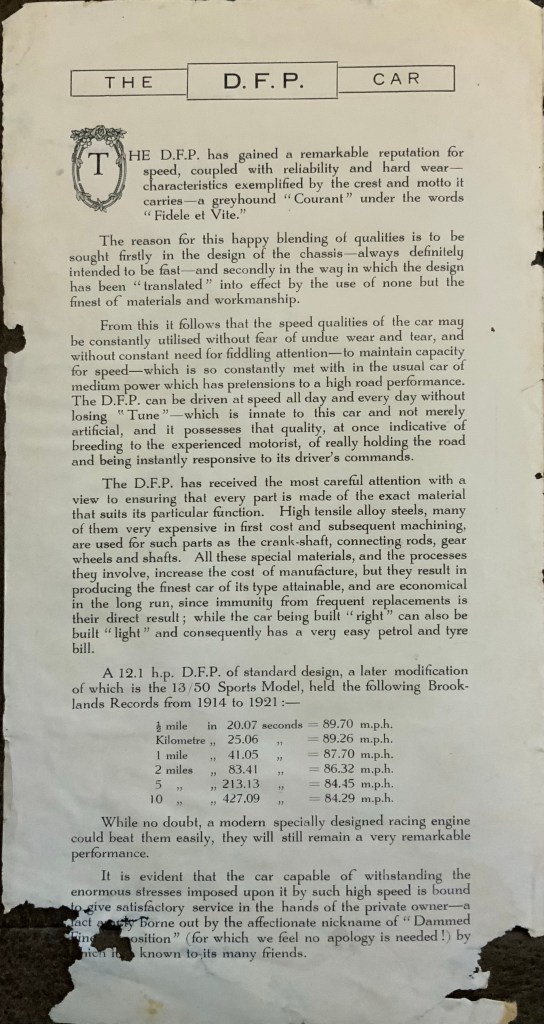 THE D.F.P. CAR
THE D.F.P. has gained a remarkable reputation for
speed, coupled with reliability and hard wear—
characteristics exemplified by the crest and motto it
carries—a greyhound "Courant" under the words
"Fidele et Vite."
The reason for this happy blending of qualities is to be
sought firstly in the design of the chassis—always definitely
intended to be fast—and secondly in the way in which the design
has been "translated" into effect by the use of none but the
finest of materials and workmanship.
From this it follows that the speed qualities of the car may
be constantly utilised without fear of undue wear and tear, and
without constant need for fiddling attention—to maintain capacity
for speed—which is so constantly met with in the usual car of
medium power which has pretensions to a high road performance.
The D.F.P. can be driven at speed all day and every day without
losing "Tune"—which is innate to this car and not merely
artificial, and it possesses that quality, at once indicative of
breeding to the experienced motorist, of really holding the road
and being instantly responsive to its driver's commands.
The D.F.P. has received the most careful attention with a
view to ensuring that every part is made of the exact material
that suits its particular function. High tensile alloy steels, many
of them very expensive in first cost and subsequent machining,
are used for such parts as the crank-shaft, connecting rods, gear
wheels and shafts. All these special materials, and the processes
they involve, increase the cost of manufacture, but they result in
producing the finest car of its type attainable, and are economical
in the long run, since immunity from frequent replacements is
their direct result; while the car being built "right" can also be
built "light" and consequently has a very easy petrol and tyre
bill.
A 12.1 h.p. D.F.P. of standard design, a later modification
of which is the 13/50 Sports Model, held the following Brook-
lands Records from 1914 to 1921:—
½ mile in 20.07 seconds = 89.70 m.p.h.
Kilometre „ 25.06 „ = 89.26 m.p.h.
1 mile „ 41.05 „ = 87.70 m.p.h.
2 miles „ 83.41 „ = 86.32 m.p.h.
5 „ „ 213.13 „ = 84.45 m.p.h.
10 „ „ 427.09 „ = 84.29 m.p.h.
While no doubt, a modern specially designed racing engine
could beat them easily, they will still remain a very remarkable
performance.
It is evident that the car capable of withstanding the
enormous stresses imposed upon it by such high speed is bound
to give satisfactory service in the hands of the private owner—a
fact borne out by the affectionate nickname of "Dammed
(for which we feel no apology is needed!) by
known to its many friends.